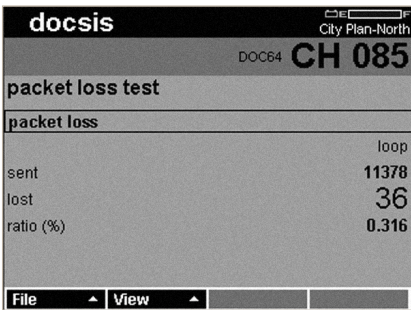 docsis
E F
City Plan-North
DOC64 CH 085
packet loss test
packet loss
loop
sent 11378
lost 36
ratio (%) 0.316
File View